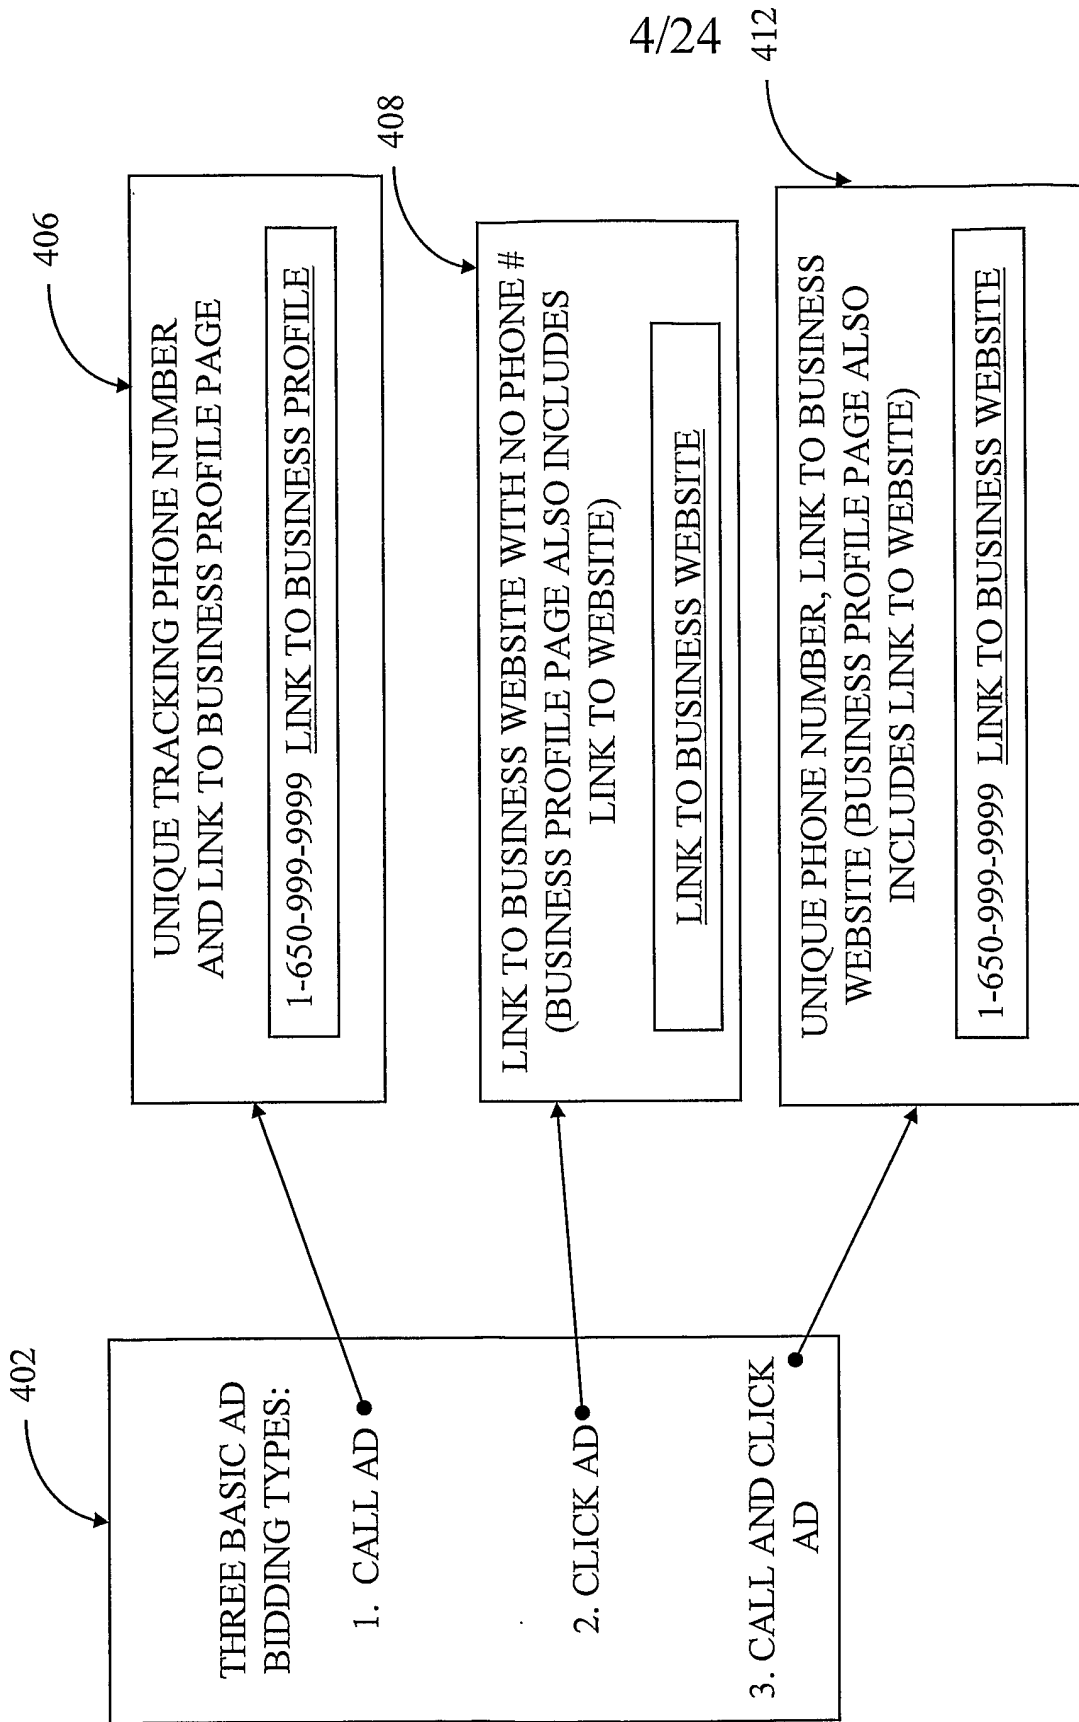 4/24
402
THREE BASIC AD
BIDDING TYPES:
1. CALL AD
2. CLICK AD
3. CALL AND CLICK
AD
406
UNIQUE TRACKING PHONE NUMBER
AND LINK TO BUSINESS PROFILE PAGE
1-650-999-9999 LINK TO BUSINESS PROFILE
408
LINK TO BUSINESS WEBSITE WITH NO PHONE #
(BUSINESS PROFILE PAGE ALSO INCLUDES
LINK TO WEBSITE)
LINK TO BUSINESS WEBSITE
412
UNIQUE PHONE NUMBER, LINK TO BUSINESS
WEBSITE (BUSINESS PROFILE PAGE ALSO
INCLUDES LINK TO WEBSITE)
1-650-999-9999 LINK TO BUSINESS WEBSITE